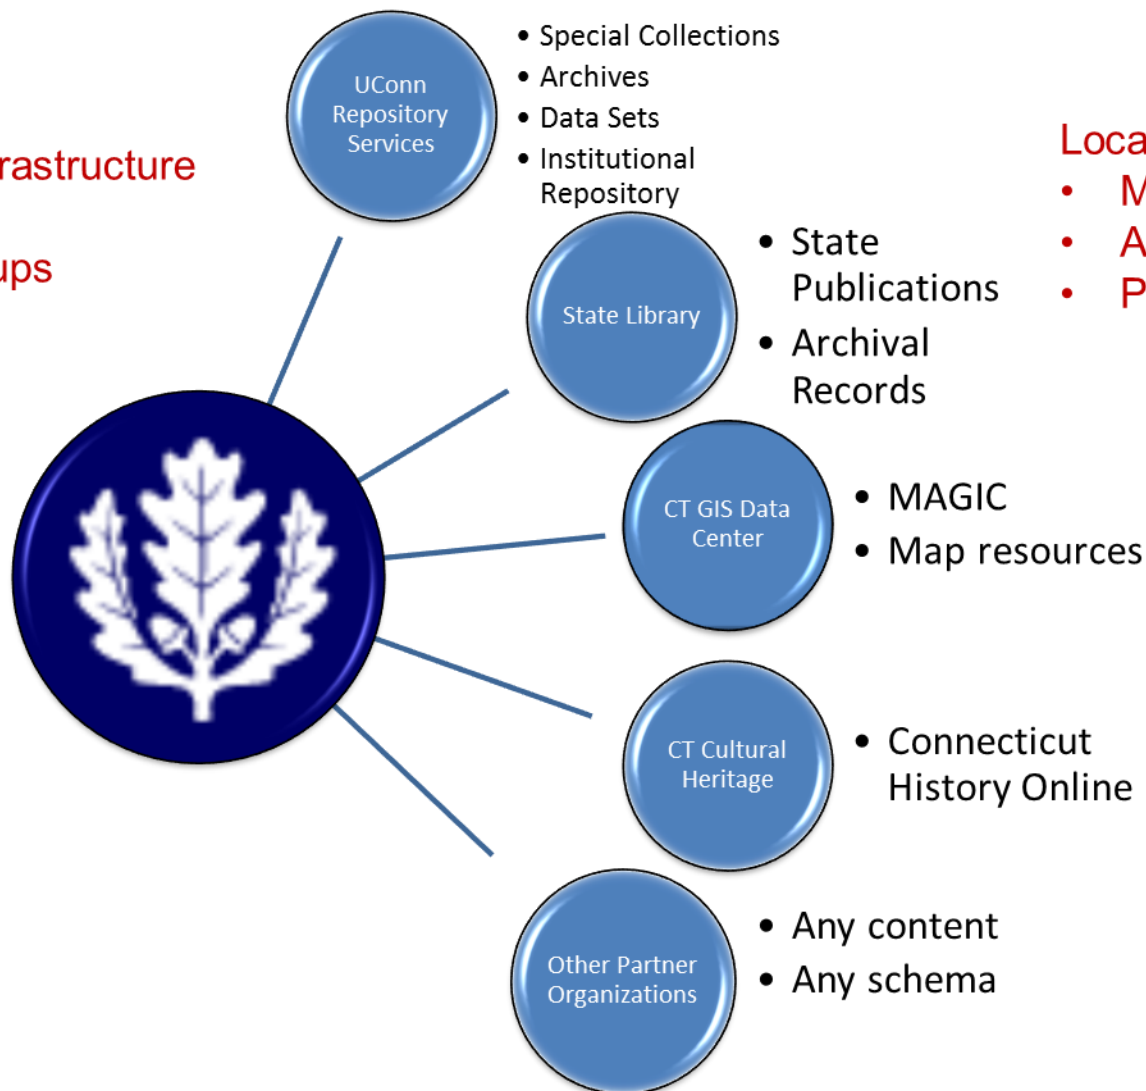 rastructure
ups
UConn
Repository
Services
• Special Collections
• Archives
• Data Sets
• Institutional
Repository
Loca
• M
• A
• P
State Library
• State
Publications
• Archival
Records
CT GIS Data
Center
• MAGIC
• Map resources
CT Cultural
Heritage
• Connecticut
History Online
Other Partner
Organizations
• Any content
• Any schema